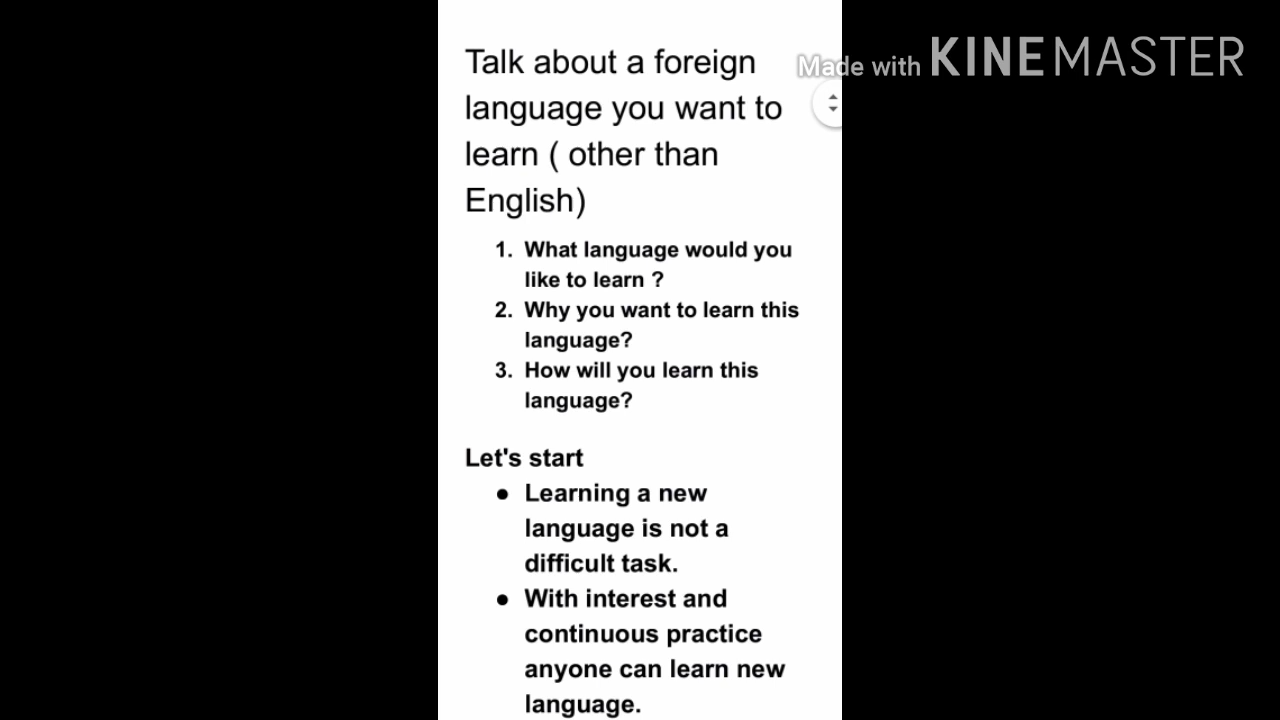 Made with KINEMASTER
Talk about a foreign
language you want to
learn ( other than
English)
1. What language would you
like to learn ?
2. Why you want to learn this
language?
3. How will you learn this
language?
Let's start
● Learning a new
language is not a
difficult task.
● With interest and
continuous practice
anyone can learn new
language.